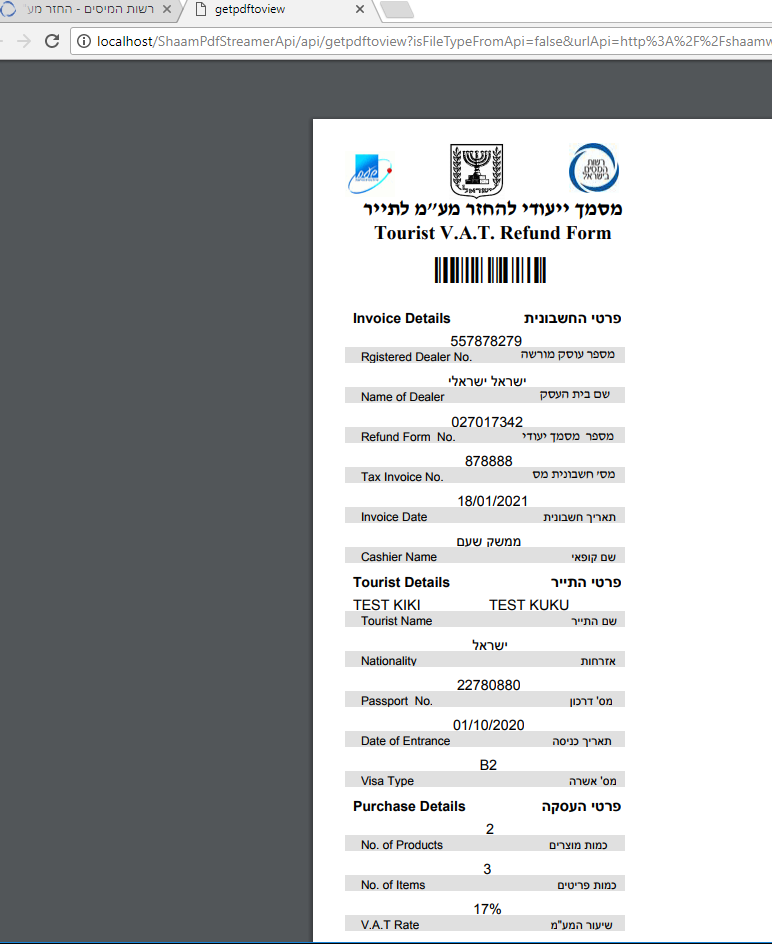 רשות המיסים - החזר מע
getpdftoview
localhost/ShaamPdfStreamerApi/api/getpdftoview?isFileTypeFromApi=false&urlApi=http%3A%2F%2Fshaamw
שעמ
רשות המסים בישראל
ישראל
מסמך ייעודי להחזר מע״מ לתייר
Tourist V.A.T. Refund Form
Invoice Details פרטי החשבונית
557878279
Rgistered Dealer No. מספר עוסק מורשה
ישראל ישראלי
Name of Dealer שם בית העסק
027017342
Refund Form No. מספר מסמך יעודי
878888
Tax Invoice No. מס׳ חשבונית מס
18/01/2021
Invoice Date תאריך חשבונית
ממשק שעם
Cashier Name שם קופאי
Tourist Details פרטי התייר
TEST KIKI TEST KUKU
Tourist Name שם התייר
ישראל
Nationality אזרחות
22780880
Passport No. מס' דרכון
01/10/2020
Date of Entrance תאריך כניסה
B2
Visa Type מס' אשרה
Purchase Details פרטי העסקה
2
No. of Products כמות מוצרים
3
No. of Items כמות פריטים
17%
V.A.T Rate שיעור המע"מ